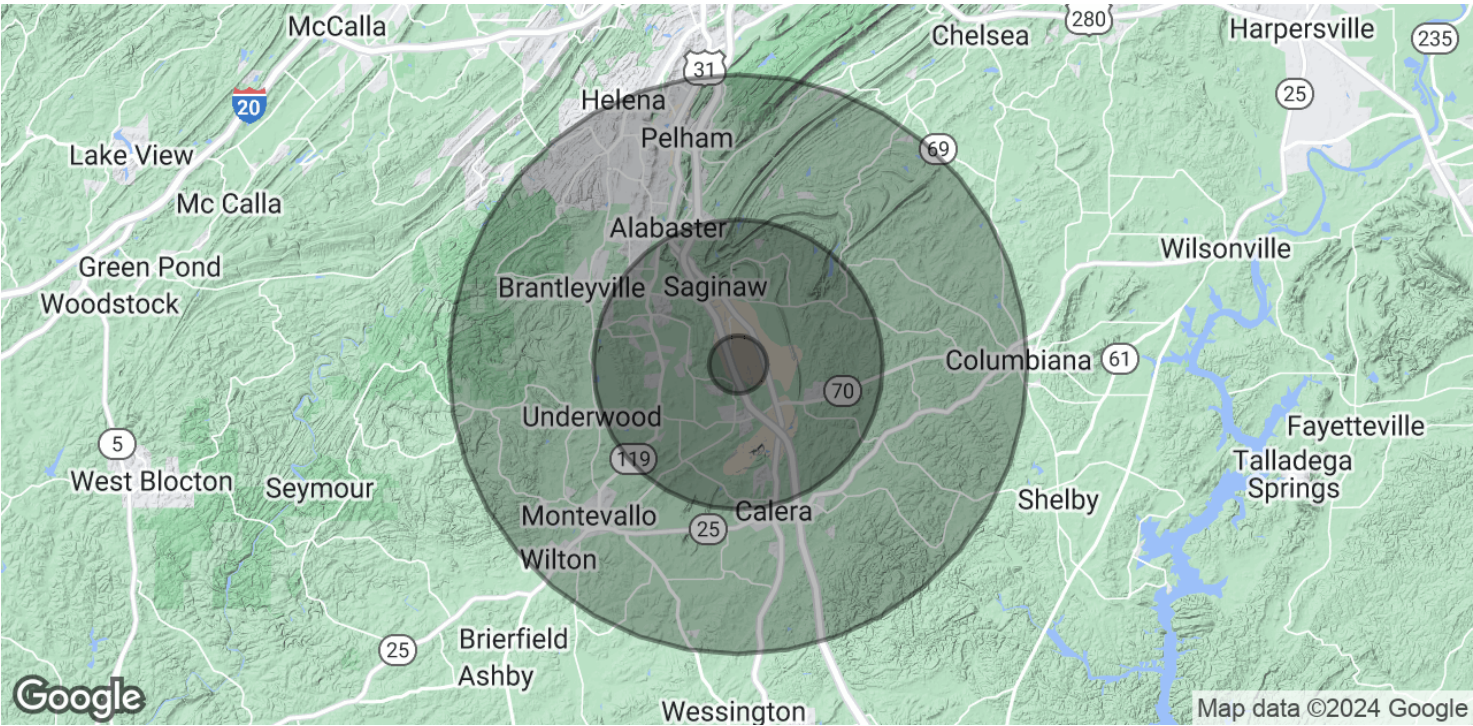 McCalla
280
Chelsea
Harpersville
235
31
20
25
Helena
Pelham
69
Lake View
Mc Calla
Alabaster
Wilsonville
Green Pond
Brantleyville
Saginaw
Woodstock
Columbiana
61
70
Underwood
Fayetteville
5
119
Talladega
Springs
West Blocton
Seymour
Shelby
Montevallo
Calera
25
Wilton
Brierfield
25
Ashby
Google
Wessington
Map data ©2024 Google